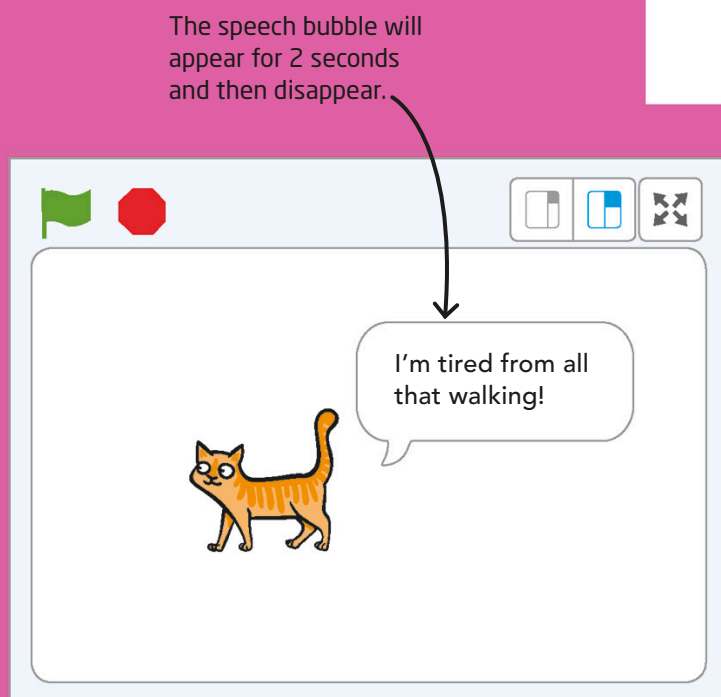 The speech bubble will
appear for 2 seconds
and then disappear.
I'm tired from all
that walking!